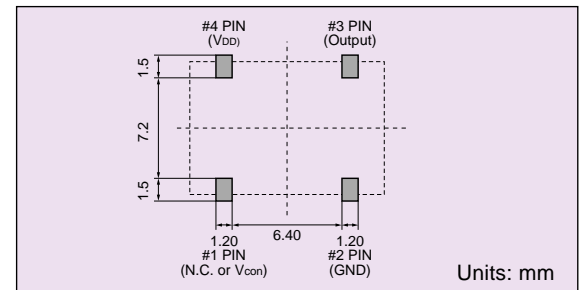 #4 PIN
(VDD)
#3 PIN
(Output)
1.5
7.2
1.5
1.20
6.40
1.20
#1 PIN
(N.C. or Vcon)
#2 PIN
(GND)
Units: mm